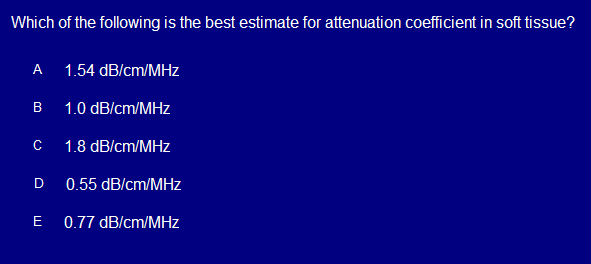 Which of the following is the best estimate for attenuation coefficient in soft tissue?
A 1.54 dB/cm/MHz
B 1.0 dB/cm/MHz
C 1.8 dB/cm/MHz
D 0.55 dB/cm/MHz
E 0.77 dB/cm/MHz